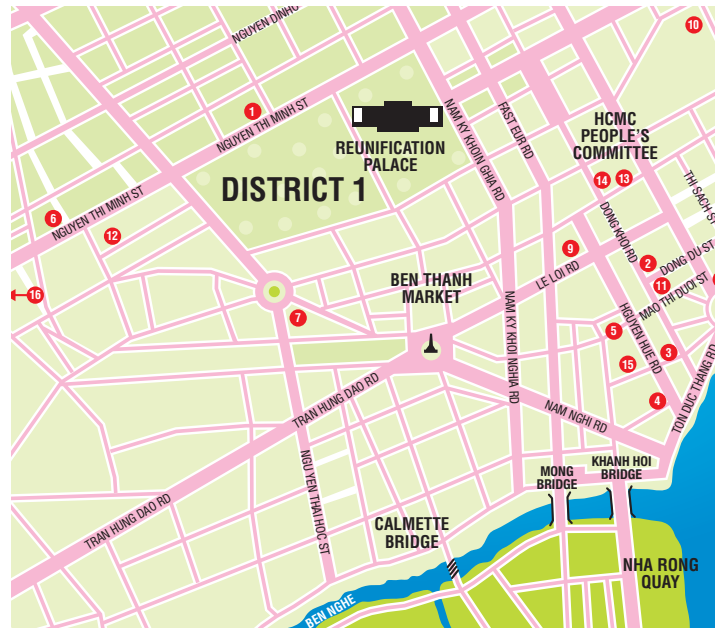 NGUYEN DINH
10
1
NGUYEN THI MINH ST
REUNIFICATION
PALACE
NAM KY KHOIN GHIA RD
FAST EUR RD
HCMC
PEOPLE'S
COMMITTEE
14
13
THI SACH ST
DISTRICT 1
6
NGUYEN THI MINH ST
12
DONG KHOI RD
9
2
DONG DU ST
LE LOI RD
BEN THANH
MARKET
11
MAO THI DUOI ST
16
7
NAM KY KHOI NGHIA RD
5
HGUYEN HUE RD
3
15
TON DUC THANG RD
4
TRAN HUNG DAO RD
NAM NGHI RD
NGUYEN THAI HOC ST
MONG
BRIDGE
KHANH HOI
BRIDGE
TRAN HUNG DAO RD
CALMETTE
BRIDGE
NHA RONG
QUAY
BEN NGHE